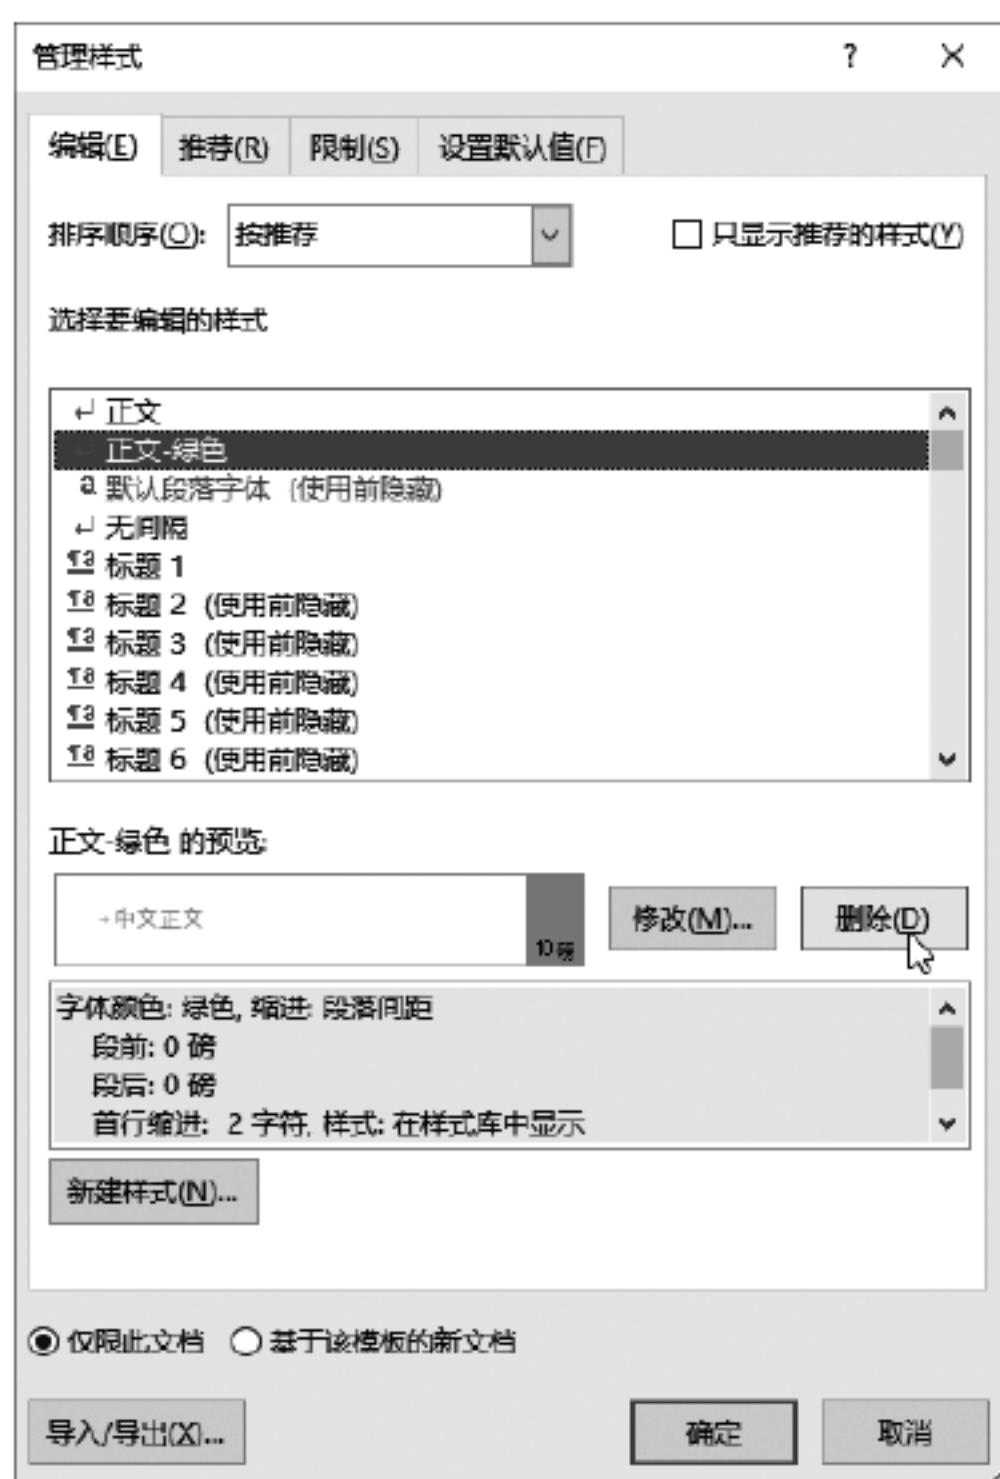 管理样式 ? ×
编辑(E) 推荐(R) 限制(S) 设置默认值(F)
排序顺序(O): 按推荐 只显示推荐的样式(Y)
选择要编辑的样式
正文
正文-绿色
a 默认段落字体 (使用前隐藏)
无间隔
¶a 标题 1
¶a 标题 2 (使用前隐藏)
¶a 标题 3 (使用前隐藏)
¶a 标题 4 (使用前隐藏)
¶a 标题 5 (使用前隐藏)
¶a 标题 6 (使用前隐藏)
正文-绿色 的预览:
+中文正文 10 磅 修改(M)... 删除(D)
字体颜色: 绿色, 缩进: 段落间距
段前: 0 磅
段后: 0 磅
首行缩进: 2 字符, 样式: 在样式库中显示
新建样式(N)...
仅限此文档 基于该模板的新文档
导入/导出(X)... 确定 取消